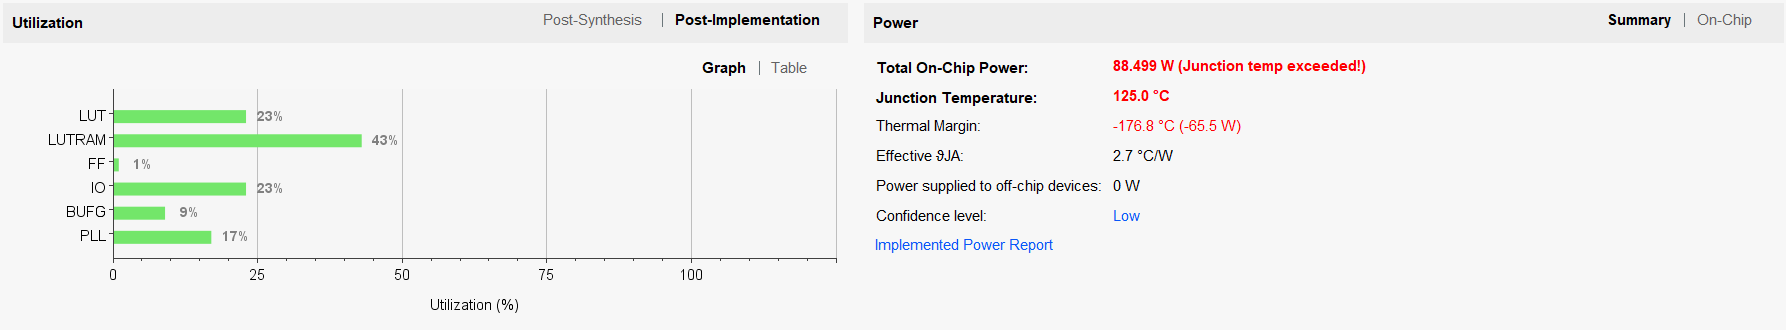 Utilization
Post-Synthesis | Post-Implementation
Graph | Table
LUT 23%
LUTRAM 43%
FF 1%
IO 23%
BUFG 9%
PLL 17%
0 25 50 75 100
Utilization (%)
Power
Summary | On-Chip
Total On-Chip Power: 88.499 W (Junction temp exceeded!)
Junction Temperature: 125.0 °C
Thermal Margin: -176.8 °C (-65.5 W)
Effective ϑJA: 2.7 °C/W
Power supplied to off-chip devices: 0 W
Confidence level: Low
Implemented Power Report